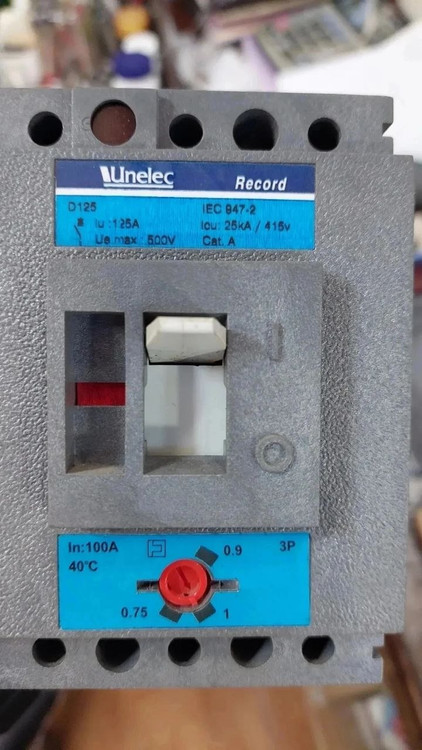 Unelec
Record
D125
IEC 947-2
Iu :125A
Icu: 25kA / 415v
Ue max : 500V
Cat. A
I
O
In:100A
0.9
3P
40°C
0.75
1